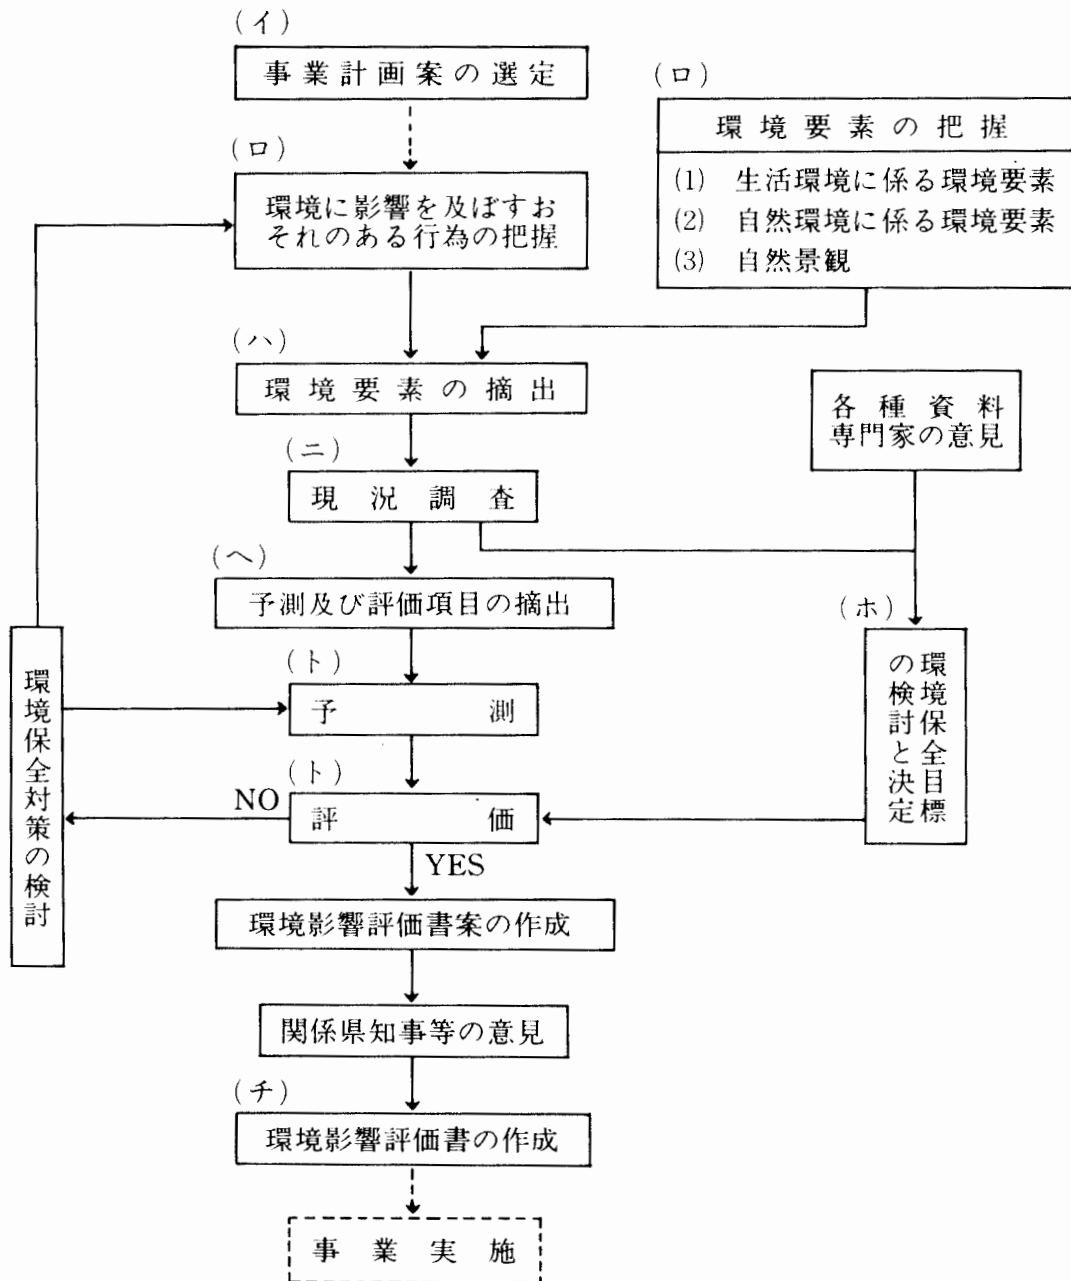 (イ)
事業計画案の選定
(ロ)
環境に影響を及ぼすお
それのある行為の把握
(ロ)
環境要素の把握
(1) 生活環境に係る環境要素
(2) 自然環境に係る環境要素
(3) 自然景観
(ハ)
環境要素の摘出
各種資料
専門家の意見
(ニ)
現況調査
(ヘ)
予測及び評価項目の摘出
(ホ)
環境保全目標
の検討と決定
(ト)
予測
(ト)
評価
NO
YES
環境保全対策の検討
環境影響評価書案の作成
関係県知事等の意見
(チ)
環境影響評価書の作成
事業実施